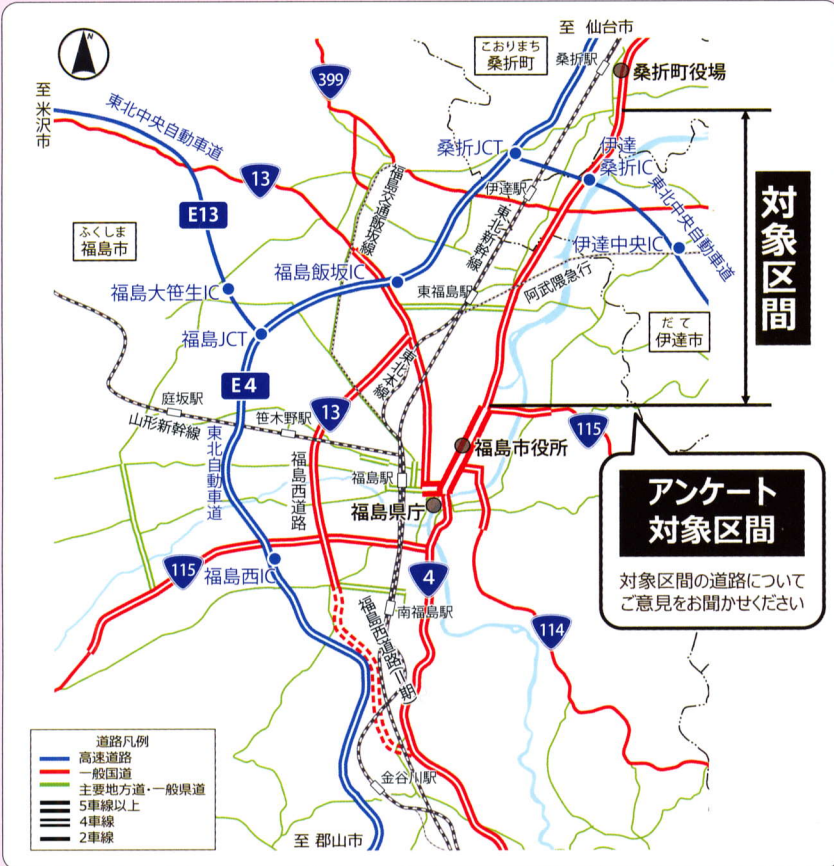 至 仙台市
こおりまち
桑折町
桑折駅
桑折町役場
N
399
至 米沢市
東北中央自動車道
13
桑折JCT
伊達
桑折IC
福島交通飯坂線
伊達駅
東北新幹線
東北中央自動車道
対象区間
E13
ふくしま
福島市
伊達中央IC
福島飯坂IC
福島大笹生IC
東福島駅
阿武隈急行
だて
伊達市
福島JCT
東北本線
E4
庭坂駅
笹木野駅
13
山形新幹線
115
東北自動車道
福島西道路
福島市役所
福島駅
福島県庁
アンケート
対象区間
対象区間の道路について
ご意見をお聞かせください
115
福島西IC
4
南福島駅
福島西道路(Ⅱ期)
114
道路凡例
高速道路
一般国道
主要地方道・一般県道
5車線以上
4車線
2車線
金谷川駅
至 郡山市